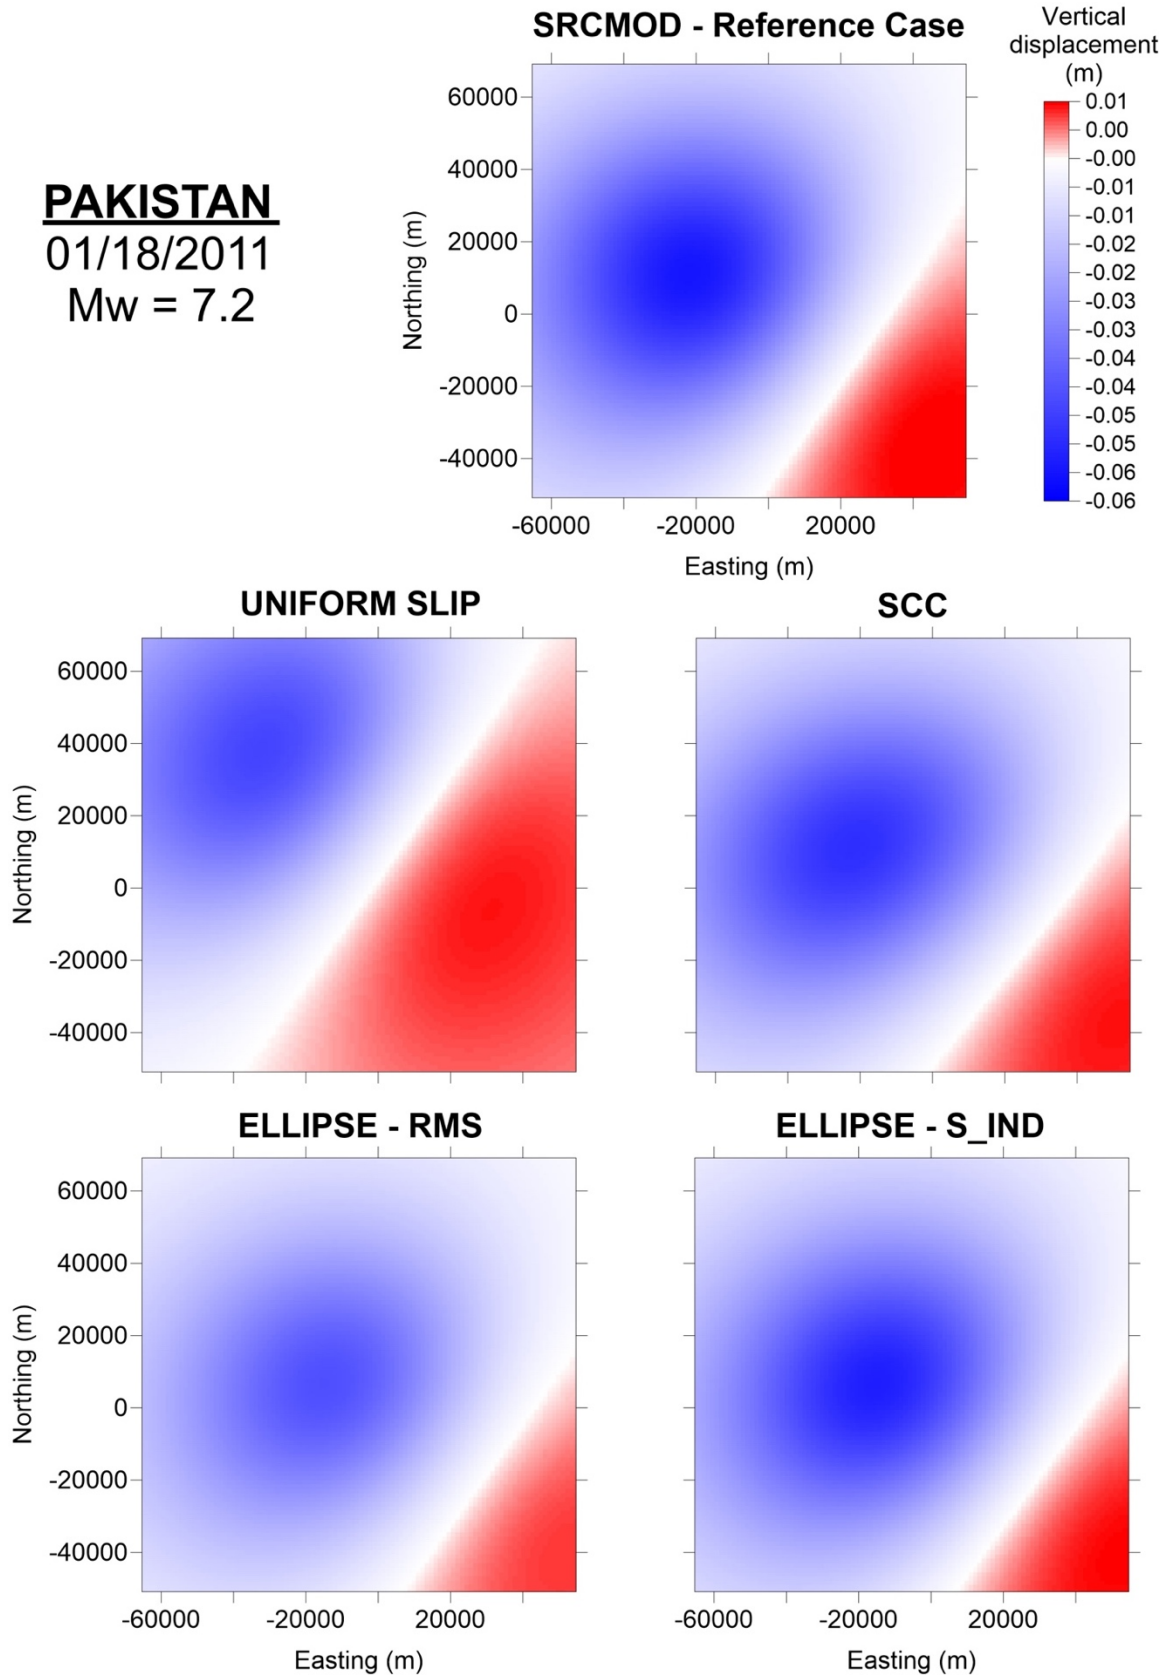 SRCMOD - Reference Case
Vertical
displacement
(m)
0.01
0.00
-0.00
-0.01
-0.01
-0.02
-0.02
-0.03
-0.03
-0.04
-0.04
-0.05
-0.05
-0.06
-0.06
PAKISTAN
01/18/2011
Mw = 7.2
Northing (m)
60000
40000
20000
0
-20000
-40000
-60000 -20000 20000
Easting (m)
UNIFORM SLIP
Northing (m)
60000
40000
20000
0
-20000
-40000
SCC
ELLIPSE - RMS
Northing (m)
60000
40000
20000
0
-20000
-40000
-60000 -20000 20000
Easting (m)
ELLIPSE - S_IND
-60000 -20000 20000
Easting (m)